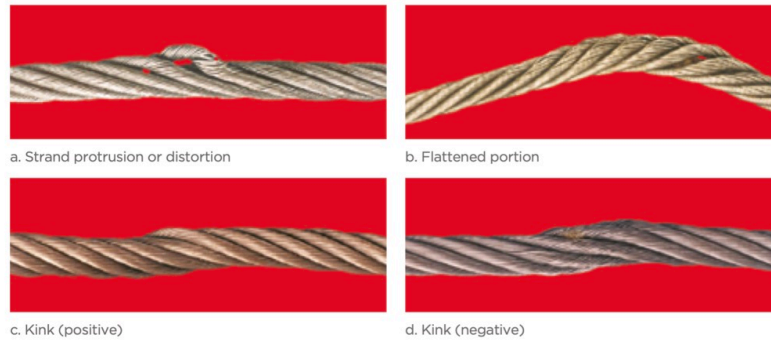 a. Strand protrusion or distortion
b. Flattened portion
c. Kink (positive)
d. Kink (negative)